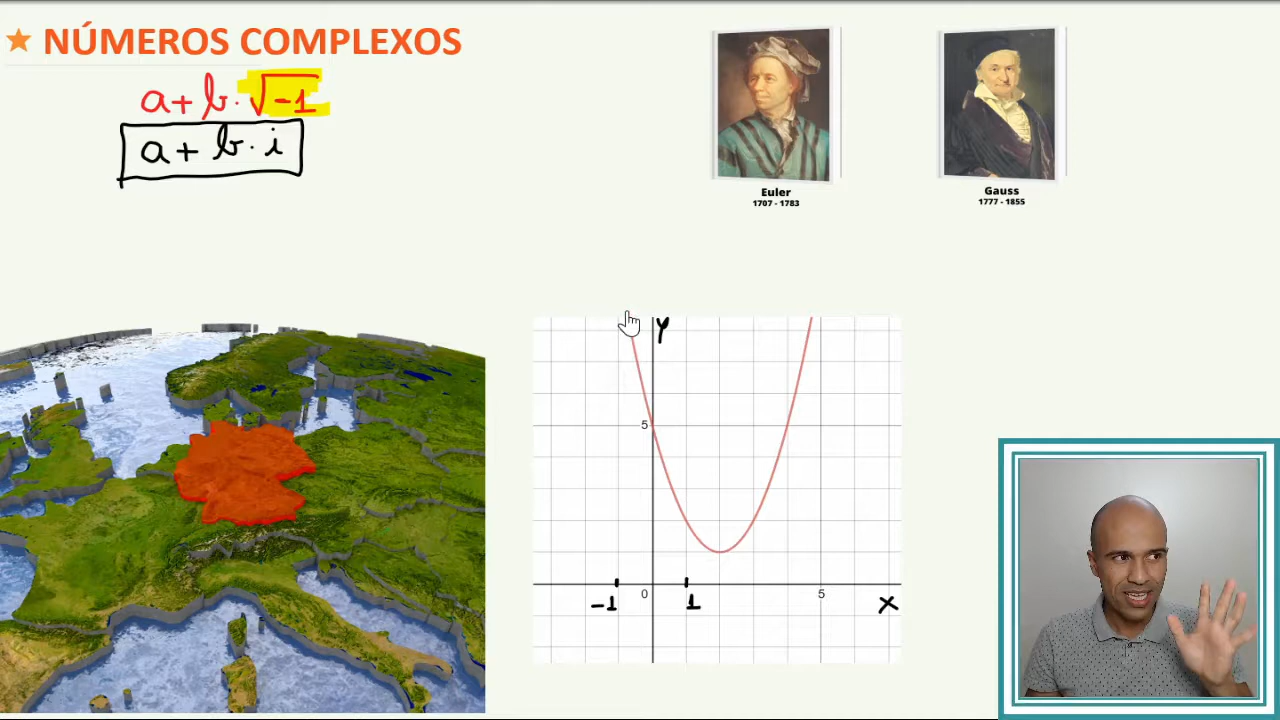 NÚMEROS COMPLEXOS
a + b · √-1
a + b · i
Euler
1707 - 1783
Gauss
1777 - 1855
y
5
0
5
-1
1
x